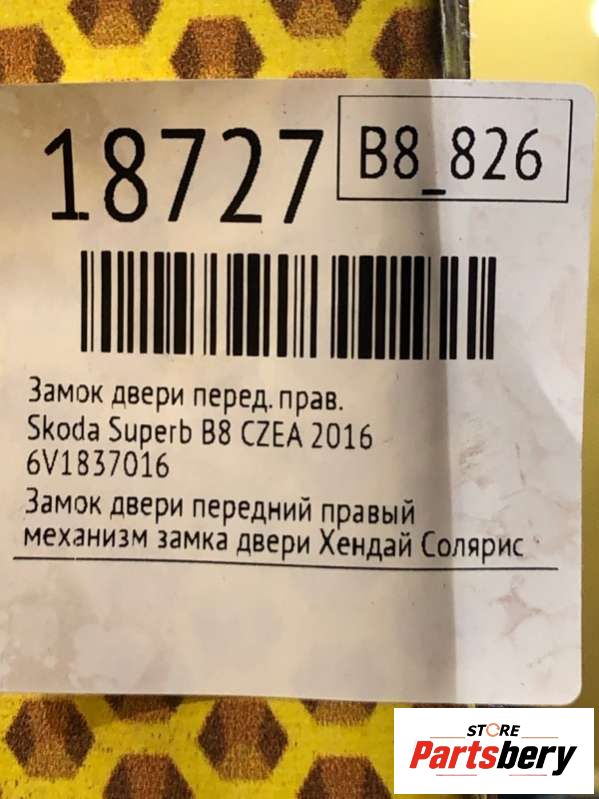 18727
B8_826
Замок двери перед. прав.
Skoda Superb B8 CZEA 2016
6V1837016
Замок двери передний правый
механизм замка двери Хендай Солярис
STORE
Partsbery